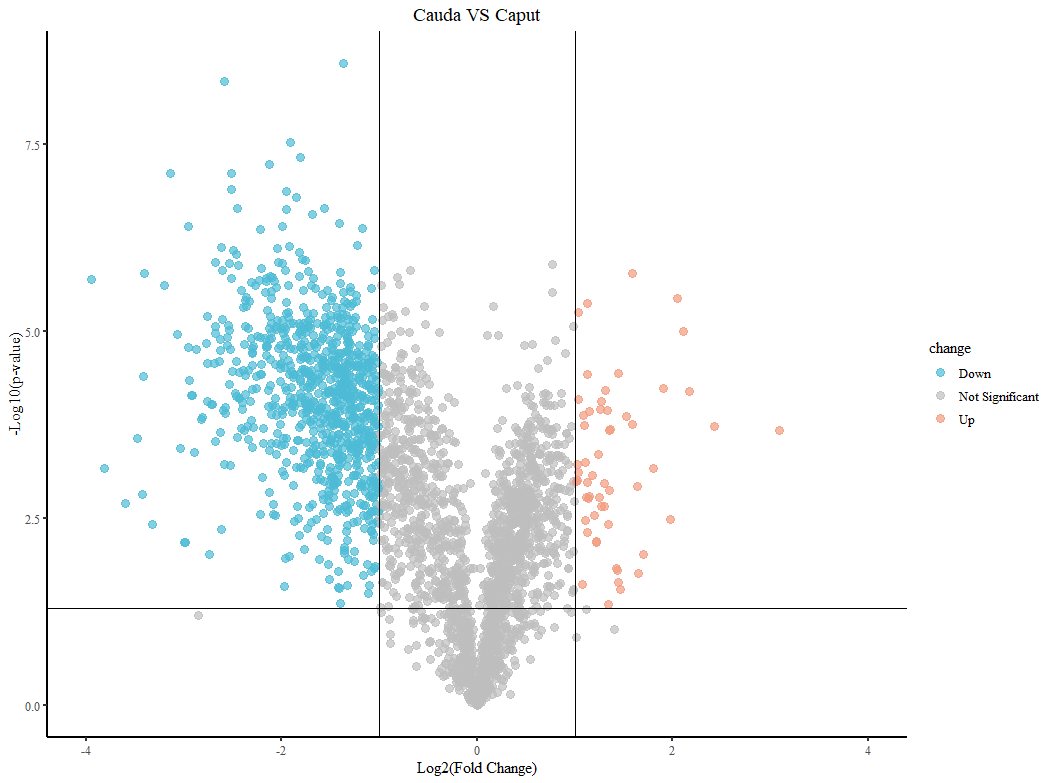 Cauda VS Caput
-Log10(p-value)
7.5
5.0
2.5
0.0
-4
-2
0
2
4
Log2(Fold Change)
change
Down
Not Significant
Up